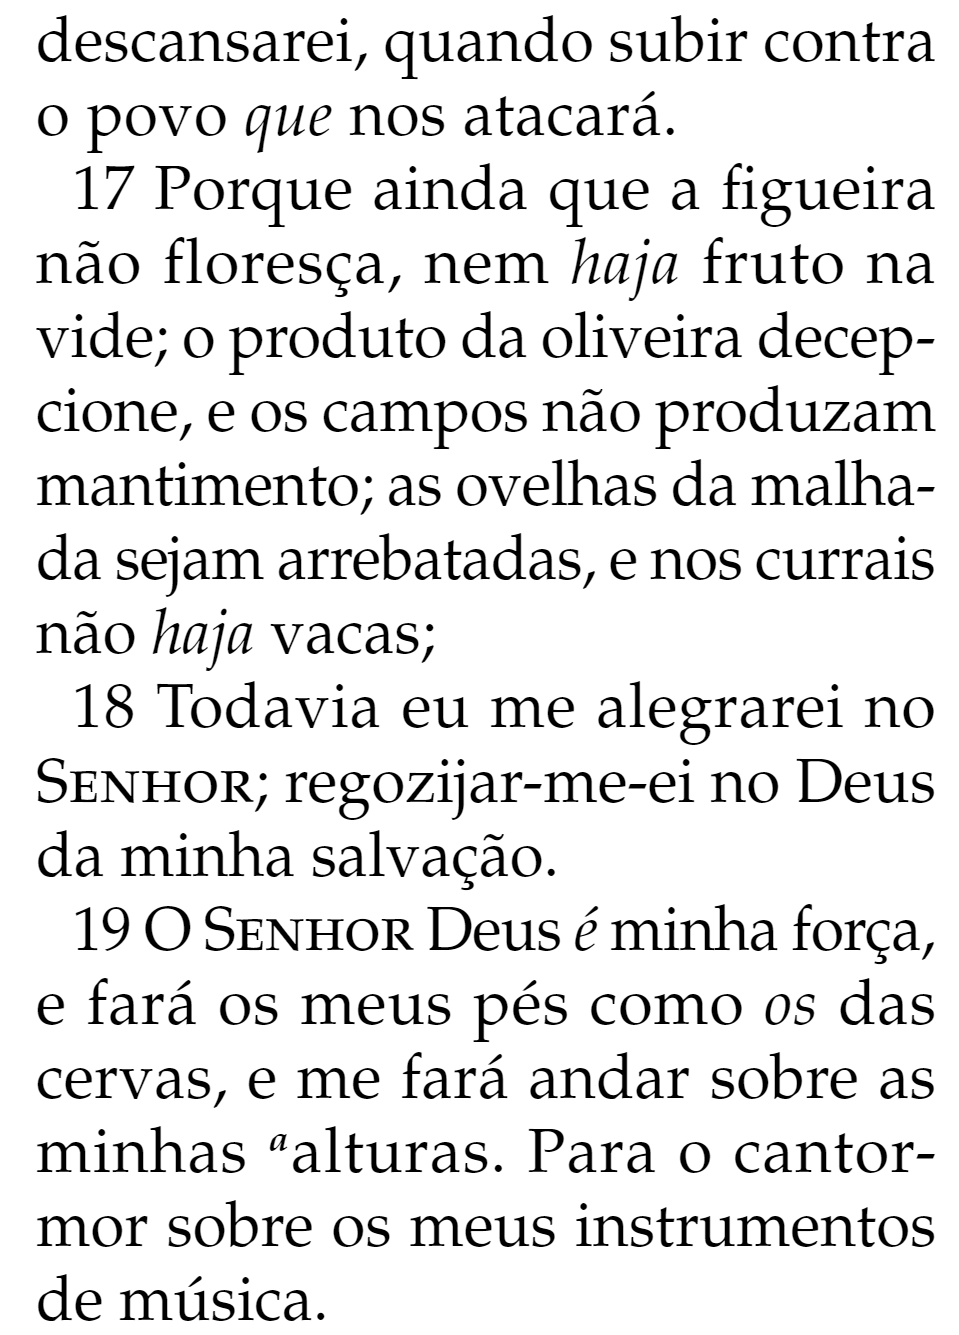 descansarei, quando subir contra
o povo que nos atacará.
17 Porque ainda que a figueira
não floresça, nem haja fruto na
vide; o produto da oliveira decep-
cione, e os campos não produzam
mantimento; as ovelhas da malha-
da sejam arrebatadas, e nos currais
não haja vacas;
18 Todavia eu me alegrarei no
SENHOR; regozijar-me-ei no Deus
da minha salvação.
19 O SENHOR Deus é minha força,
e fará os meus pés como os das
cervas, e me fará andar sobre as
minhas ᵃalturas. Para o cantor-
mor sobre os meus instrumentos
de música.